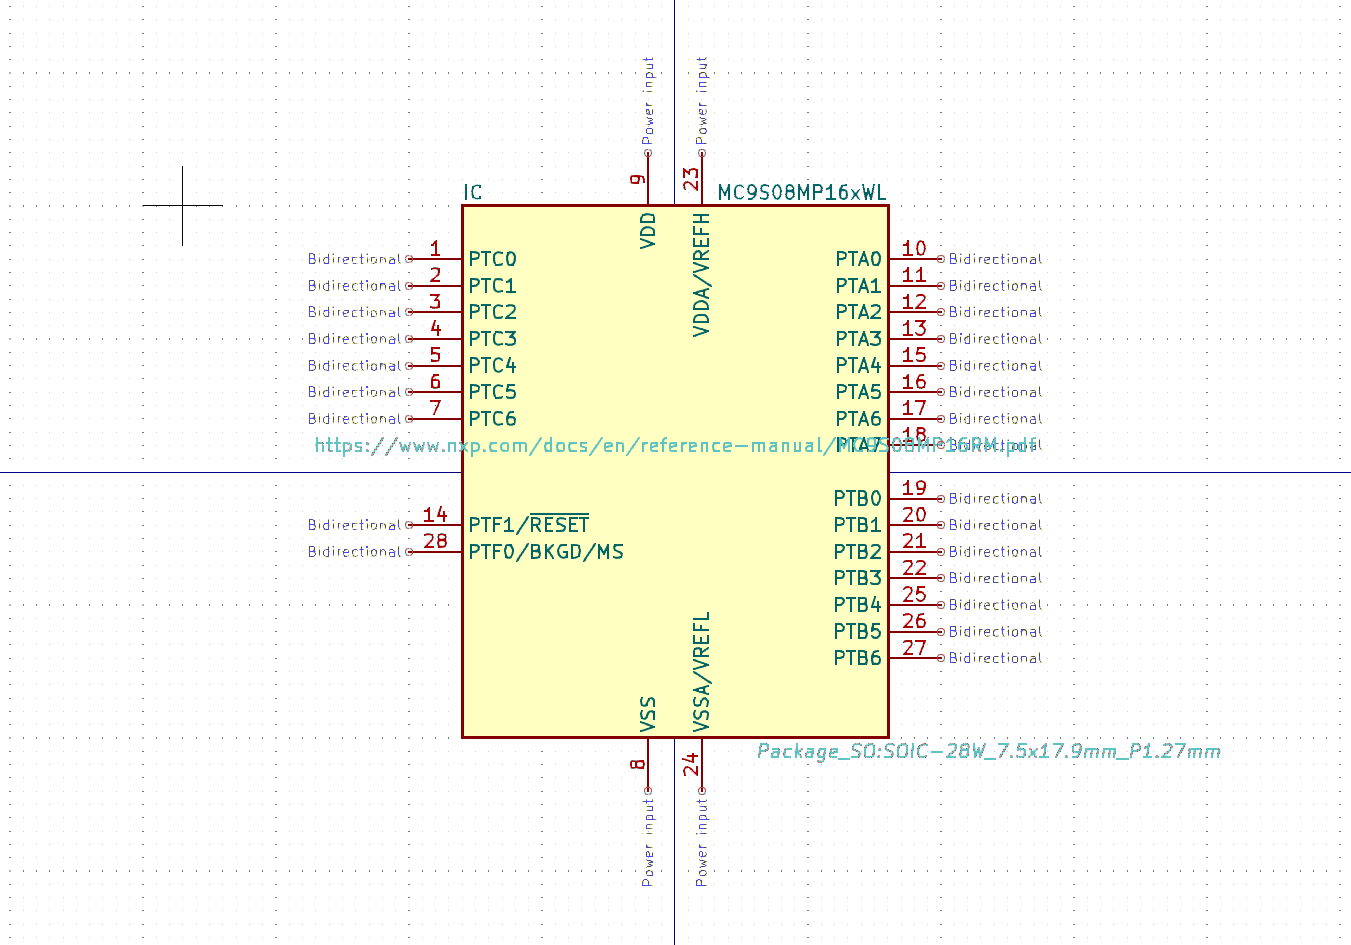 Power input
Power input
9
23
IC
MC9S08MP16xWL
VDD
VDDA/VREFH
Bidirectional 1 PTC0
Bidirectional 2 PTC1
Bidirectional 3 PTC2
Bidirectional 4 PTC3
Bidirectional 5 PTC4
Bidirectional 6 PTC5
Bidirectional 7 PTC6
PTA0 10 Bidirectional
PTA1 11 Bidirectional
PTA2 12 Bidirectional
PTA3 13 Bidirectional
PTA4 15 Bidirectional
PTA5 16 Bidirectional
PTA6 17 Bidirectional
PTA7 18 Bidirectional
https://www.nxp.com/docs/en/reference-manual/MC9S08MP16RM.pdf
Bidirectional 14 PTF1/RESET
Bidirectional 28 PTF0/BKGD/MS
PTB0 19 Bidirectional
PTB1 20 Bidirectional
PTB2 21 Bidirectional
PTB3 22 Bidirectional
PTB4 25 Bidirectional
PTB5 26 Bidirectional
PTB6 27 Bidirectional
VSS
VSSA/VREFL
8
24
Package_SO:SOIC-28W_7.5x17.9mm_P1.27mm
Power input
Power input